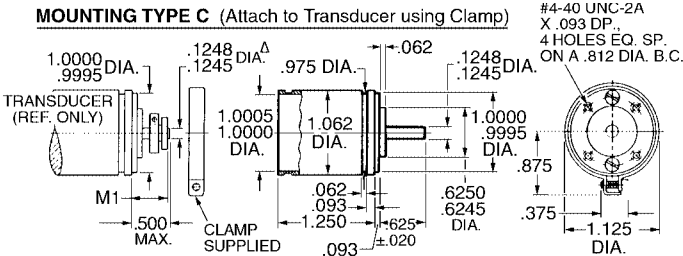 MOUNTING TYPE C (Attach to Transducer using Clamp)
#4-40 UNC-2A
X .093 DP.,
4 HOLES EQ. SP.
ON A .812 DIA. B.C.
1.0000
.9995 DIA.
.1248
.1245 DIA.Δ
.975 DIA.
.062
.1248
.1245 DIA.
TRANSDUCER
(REF. ONLY)
1.0005
1.0000
DIA.
1.062
DIA.
1.0000
.9995
DIA.
.875
M1
.500
MAX.
CLAMP
SUPPLIED
.062
.093
1.250
.093
.625
±.020
.6250
.6245
DIA.
.375
1.125
DIA.